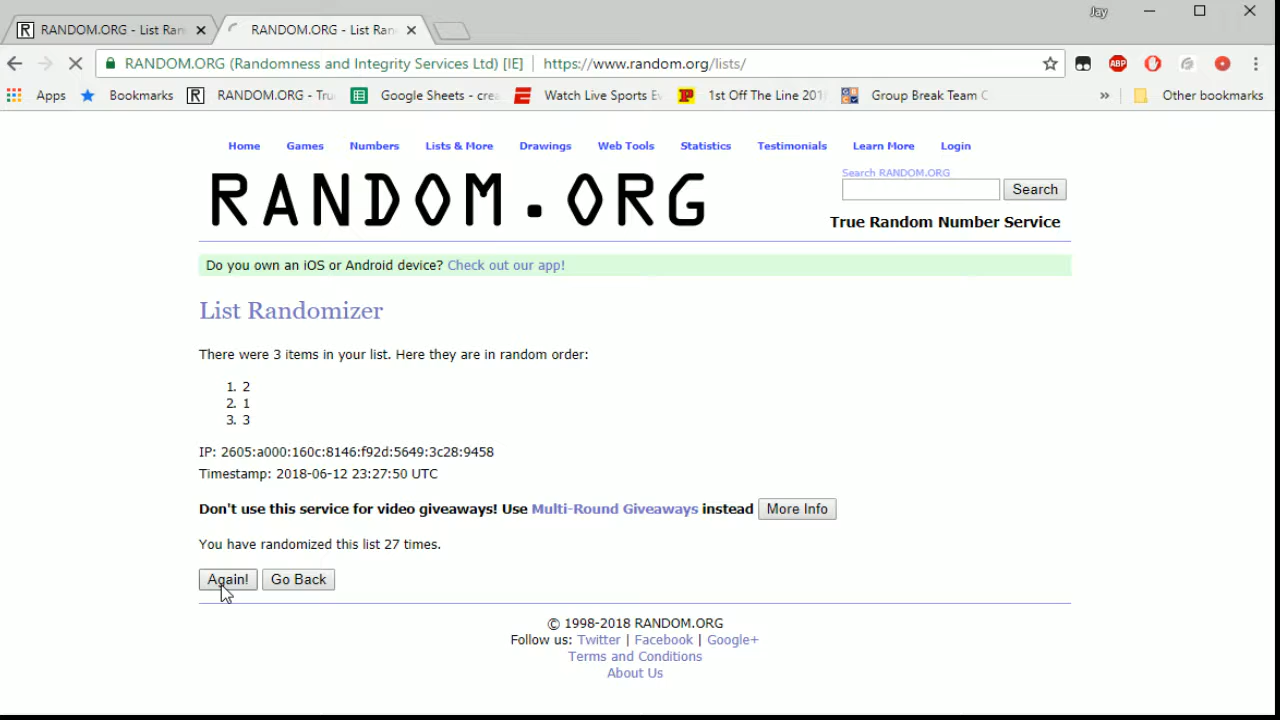 Jay
RANDOM.ORG - List Ran
RANDOM.ORG - List Ran
RANDOM.ORG (Randomness and Integrity Services Ltd) [IE] https://www.random.org/lists/
ABP
Apps Bookmarks R RANDOM.ORG - Tru Google Sheets - crea Watch Live Sports E 1st Off The Line 201 Group Break Team C » Other bookmarks
Home Games Numbers Lists & More Drawings Web Tools Statistics Testimonials Learn More Login
RANDOM.ORG
Search RANDOM.ORG
Search
True Random Number Service
Do you own an iOS or Android device? Check out our app!
List Randomizer
There were 3 items in your list. Here they are in random order:
1. 2
2. 1
3. 3
IP: 2605:a000:160c:8146:f92d:5649:3c28:9458
Timestamp: 2018-06-12 23:27:50 UTC
Don't use this service for video giveaways! Use Multi-Round Giveaways instead More Info
You have randomized this list 27 times.
Again! Go Back
© 1998-2018 RANDOM.ORG
Follow us: Twitter | Facebook | Google+
Terms and Conditions
About Us